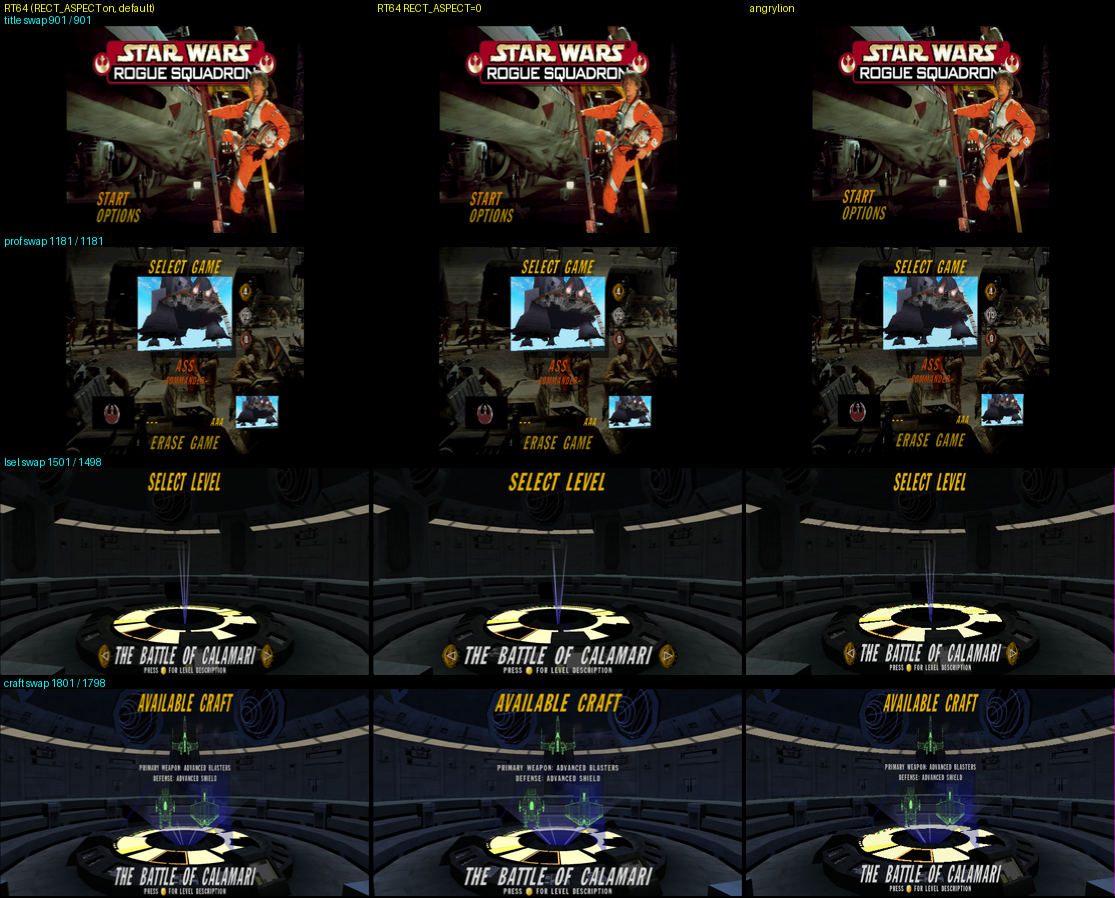 RT64 (RECT_ASPECT on, default)
RT64 RECT_ASPECT=0
angrylion
title swap 901 / 901
STAR WARS
ROGUE SQUADRON
START
OPTIONS
STAR WARS
ROGUE SQUADRON
START
OPTIONS
STAR WARS
ROGUE SQUADRON
START
OPTIONS
prof swap 1181 / 1181
SELECT GAME
ASS
-COMMANDER-
--- AAA
ERASE GAME
SELECT GAME
ASS
-COMMANDER-
--- AAA
ERASE GAME
SELECT GAME
ASS
-COMMANDER-
--- AAA
ERASE GAME
lsel swap 1501 / 1498
SELECT LEVEL
THE BATTLE OF CALAMARI
PRESS FOR LEVEL DESCRIPTION
SELECT LEVEL
THE BATTLE OF CALAMARI
PRESS FOR LEVEL DESCRIPTION
SELECT LEVEL
THE BATTLE OF CALAMARI
PRESS FOR LEVEL DESCRIPTION
craft swap 1801 / 1798
AVAILABLE CRAFT
PRIMARY WEAPON: ADVANCED BLASTERS
DEFENSE: ADVANCED SHIELD
THE BATTLE OF CALAMARI
PRESS FOR LEVEL DESCRIPTION
AVAILABLE CRAFT
PRIMARY WEAPON: ADVANCED BLASTERS
DEFENSE: ADVANCED SHIELD
THE BATTLE OF CALAMARI
PRESS FOR LEVEL DESCRIPTION
AVAILABLE CRAFT
PRIMARY WEAPON: ADVANCED BLASTERS
DEFENSE: ADVANCED SHIELD
THE BATTLE OF CALAMARI
PRESS FOR LEVEL DESCRIPTION